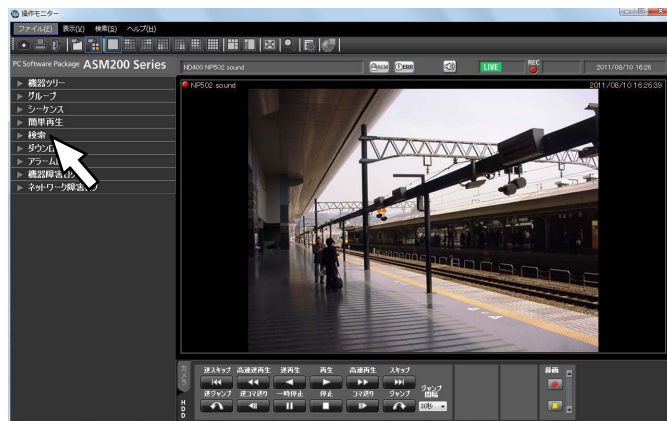 操作モニター
ファイル(E) 表示(V) 検索(S) ヘルプ(H)
PC Software Package ASM200 Series
ND400 NP502 sound
ALM
ERR
LIVE
REC
2011/08/10 16:26
機器ツリー
グループ
シーケンス
簡単再生
検索
ダウンロ
アラーム
機器障害ログ
ネットワーク障害ログ
NP502 sound
2011/08/10 16:26:39
カメラ
HDD
逆スキップ 高速逆再生 逆再生 再生 高速再生 スキップ
逆ジャンプ 逆コマ送り 一時停止 停止 コマ送り ジャンプ
ジャンプ間隔
30秒
録画